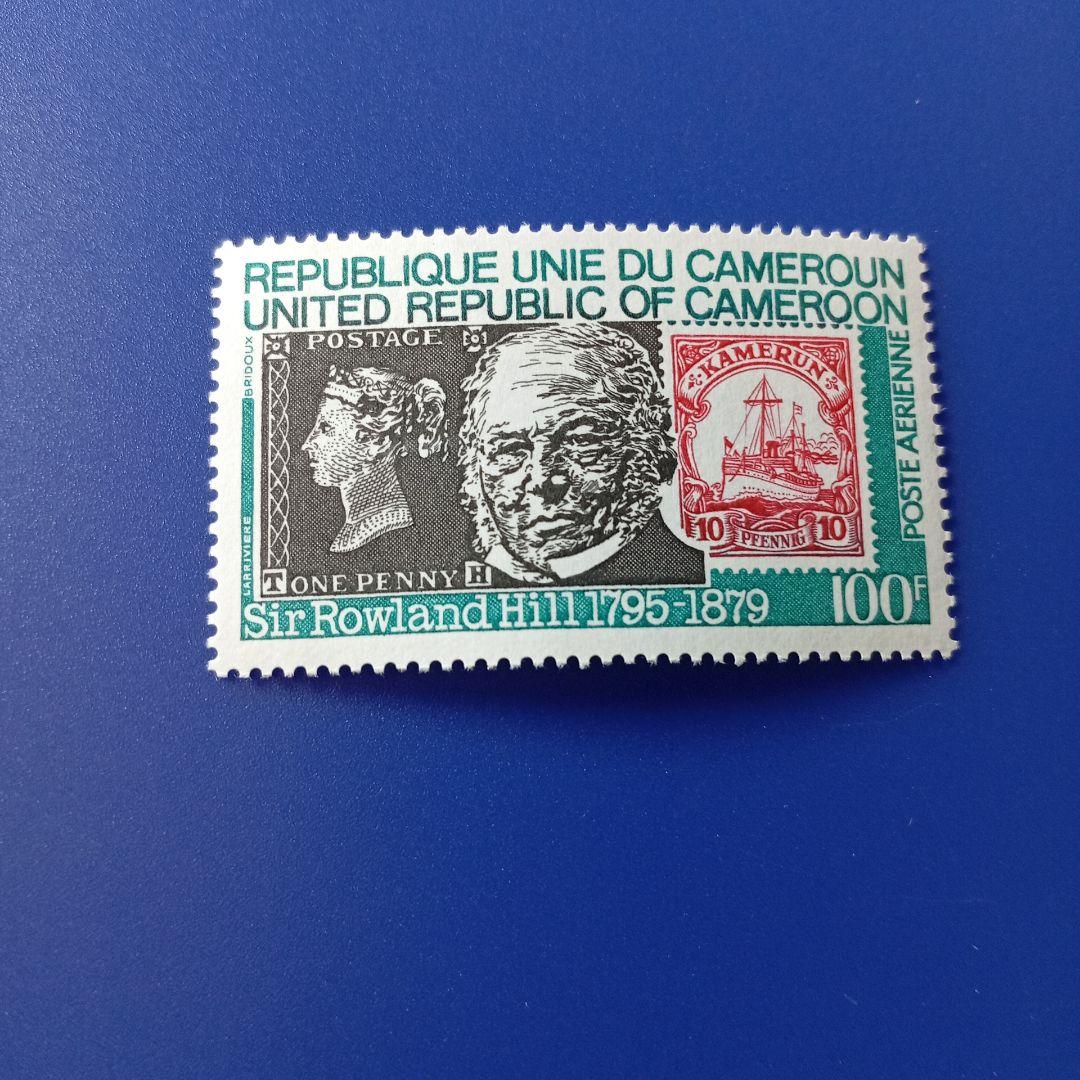 REPUBLIQUE UNIE DU CAMEROUN
UNITED REPUBLIC OF CAMEROON
BRIDOUX
LARRIVIERE
POSTAGE
T ONE PENNY H
KAMERUN
10 PFENNIG 10
POSTE AERIENNE
Sir Rowland Hill 1795-1879
100F